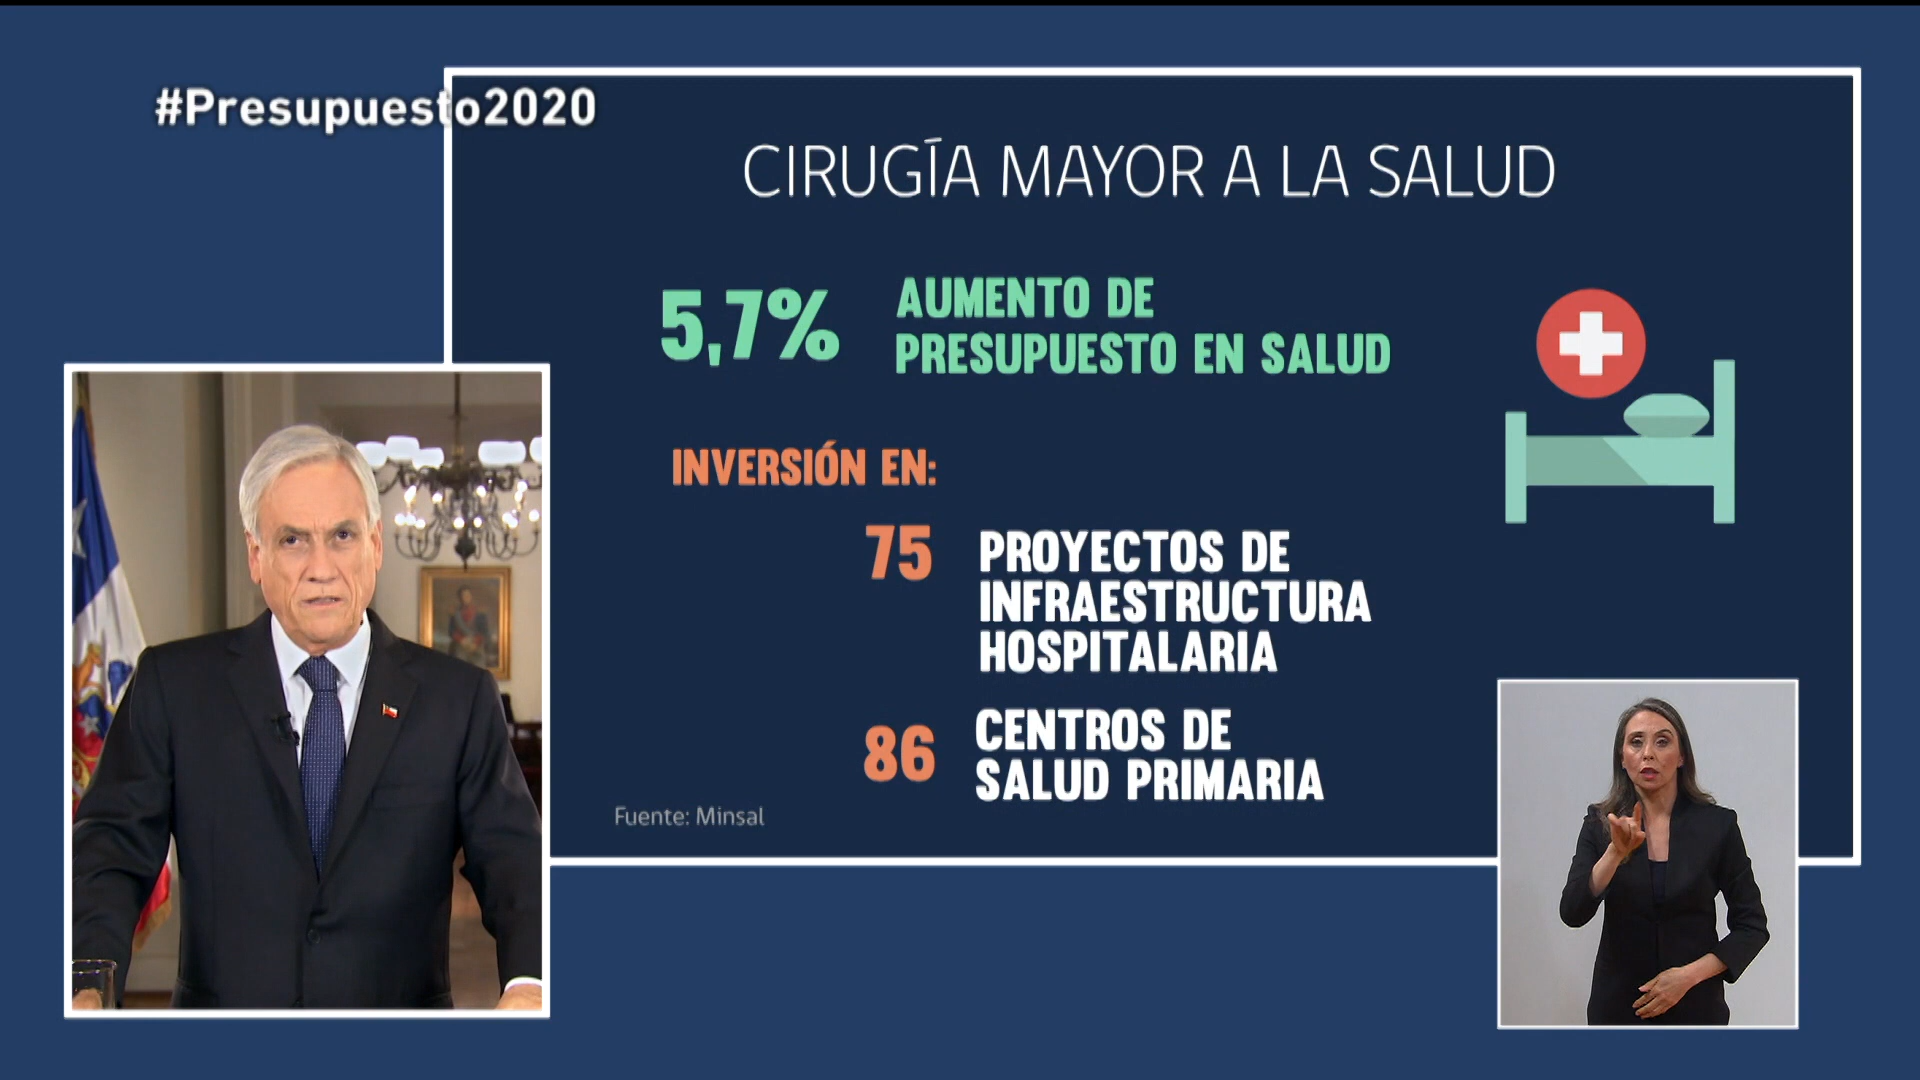 #Presupuesto2020
CIRUGÍA MAYOR A LA SALUD
5,7% AUMENTO DE
PRESUPUESTO EN SALUD
INVERSIÓN EN:
75 PROYECTOS DE
INFRAESTRUCTURA
HOSPITALARIA
86 CENTROS DE
SALUD PRIMARIA
Fuente: Minsal